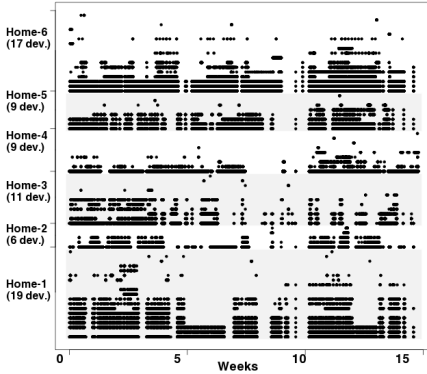 Home-6
(17 dev.)
Home-5
(9 dev.)
Home-4
(9 dev.)
Home-3
(11 dev.)
Home-2
(6 dev.)
Home-1
(19 dev.)
0 5 10 15
Weeks